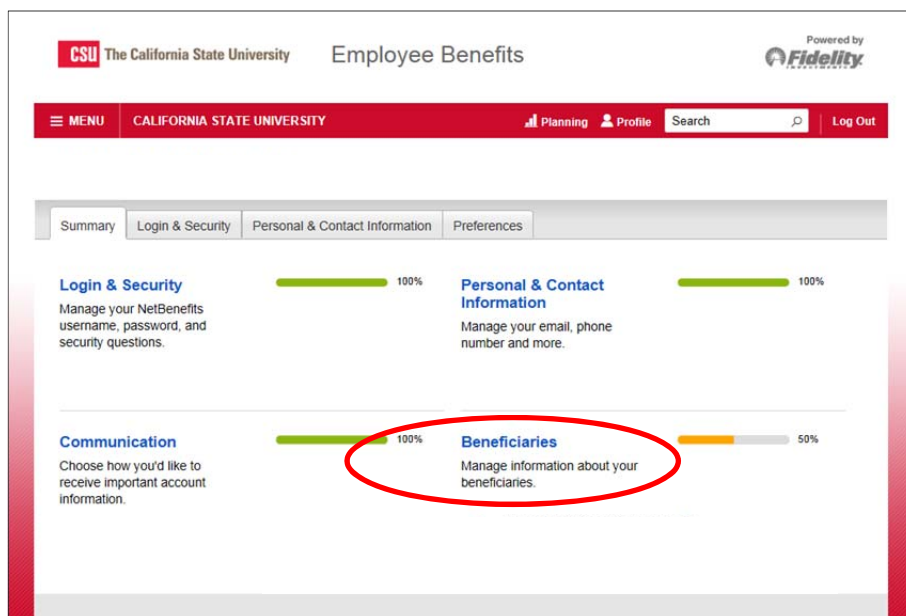 CSU The California State University
Employee Benefits
Powered by
Fidelity
INVESTMENTS
MENU
CALIFORNIA STATE UNIVERSITY
Planning
Profile
Search
Log Out
Summary
Login & Security
Personal & Contact Information
Preferences
Login & Security
100%
Manage your NetBenefits
username, password, and
security questions.
Personal & Contact
Information
100%
Manage your email, phone
number and more.
Communication
100%
Choose how you'd like to
receive important account
information.
Beneficiaries
50%
Manage information about your
beneficiaries.